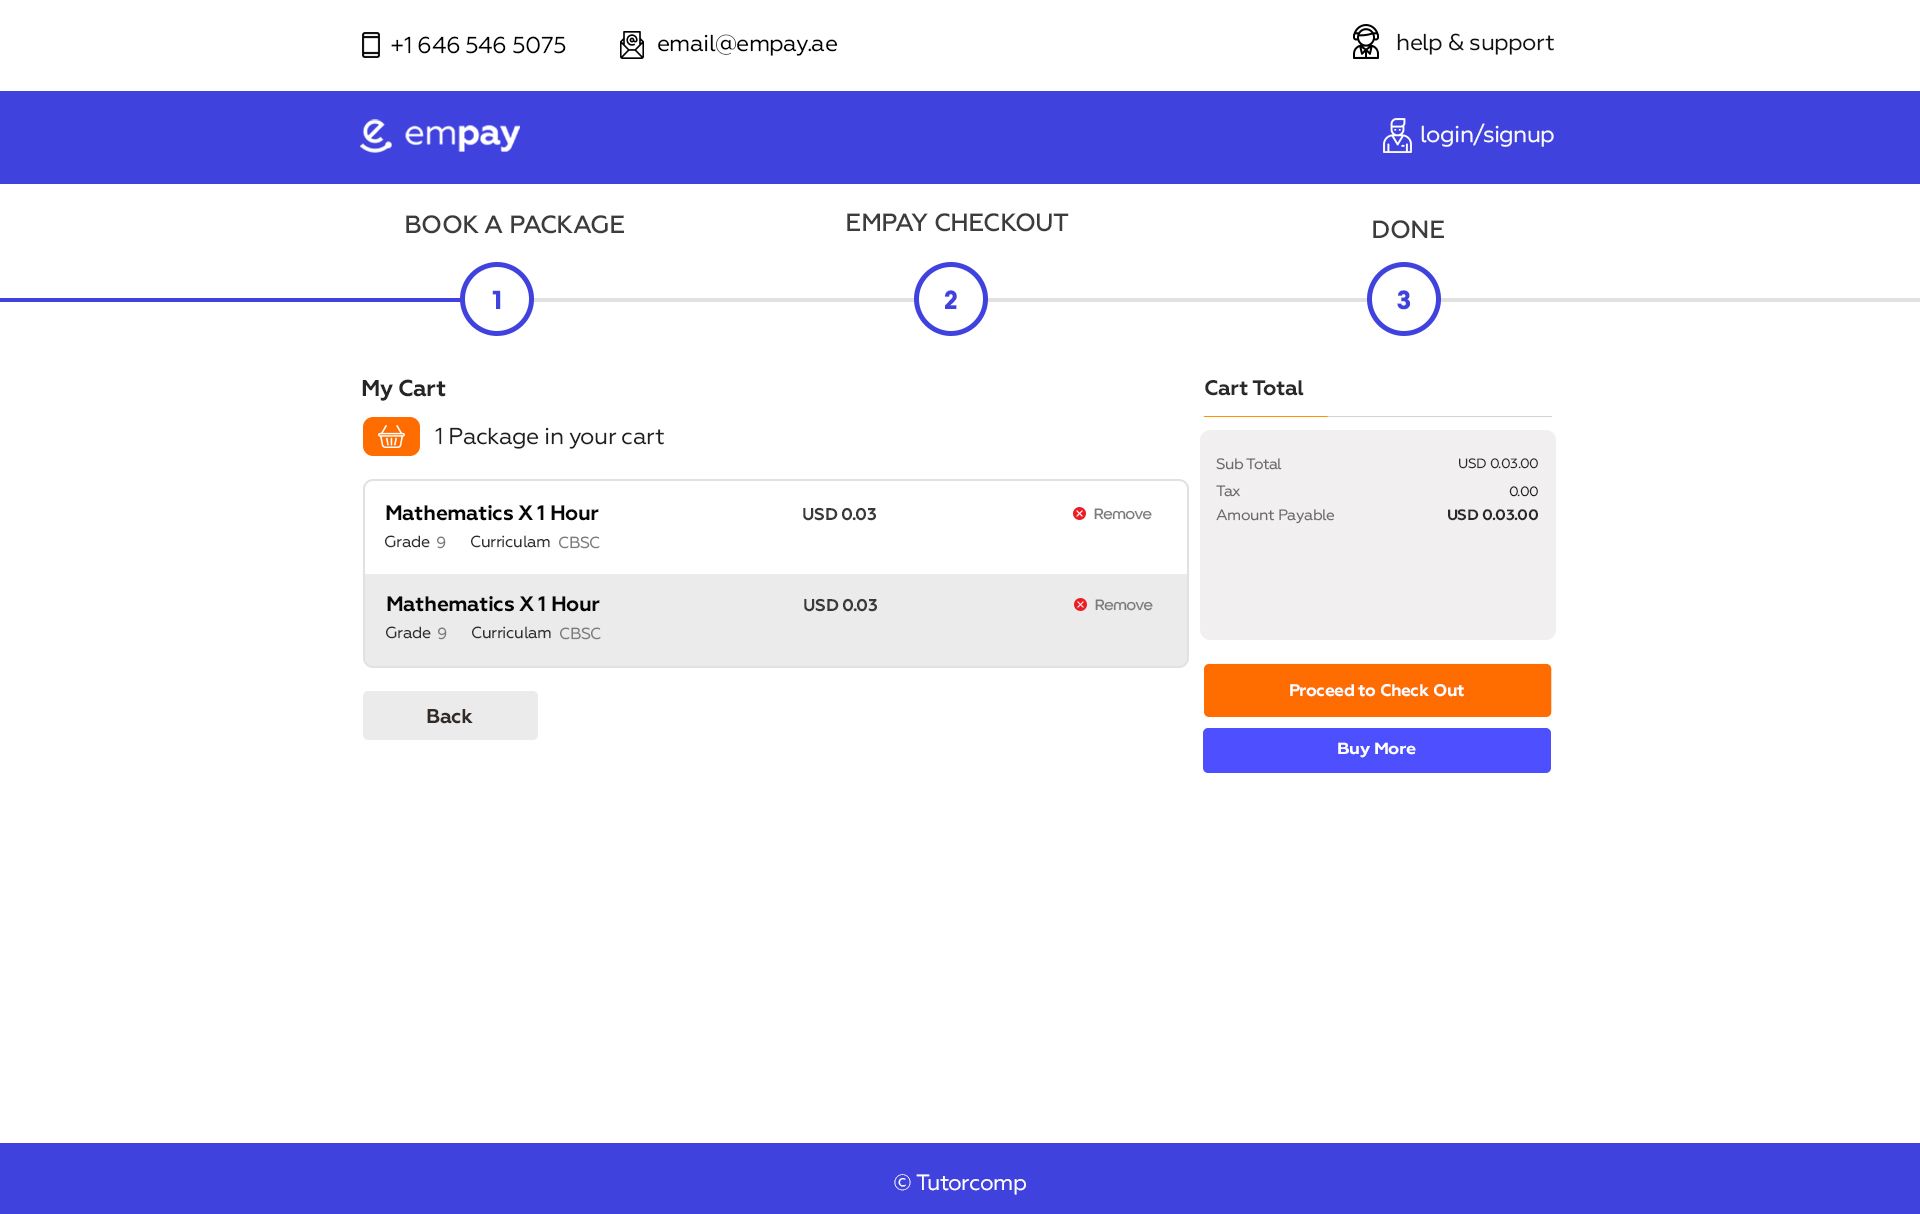 +1 646 546 5075
email@empay.ae
help & support
empay
login/signup
BOOK A PACKAGE
EMPAY CHECKOUT
DONE
1
2
3
My Cart
1 Package in your cart
Mathematics X 1 Hour
USD 0.03
Remove
Grade 9 Curriculam CBSC
Mathematics X 1 Hour
USD 0.03
Remove
Grade 9 Curriculam CBSC
Back
Cart Total
Sub Total USD 0.03.00
Tax 0.00
Amount Payable USD 0.03.00
Proceed to Check Out
Buy More
© Tutorcomp